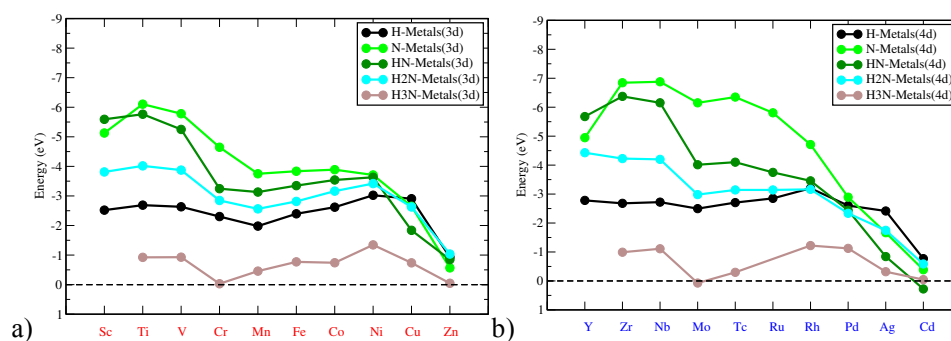 -9
-8
-7
-6
-5
-4
-3
-2
-1
0
1
Energy (eV)
H-Metals(3d)
N-Metals(3d)
HN-Metals(3d)
H2N-Metals(3d)
H3N-Metals(3d)
Sc Ti V Cr Mn Fe Co Ni Cu Zn
a)
-9
-8
-7
-6
-5
-4
-3
-2
-1
0
1
Energy (eV)
H-Metals(4d)
N-Metals(4d)
HN-Metals(4d)
H2N-Metals(4d)
H3N-Metals(4d)
Y Zr Nb Mo Tc Ru Rh Pd Ag Cd
b)